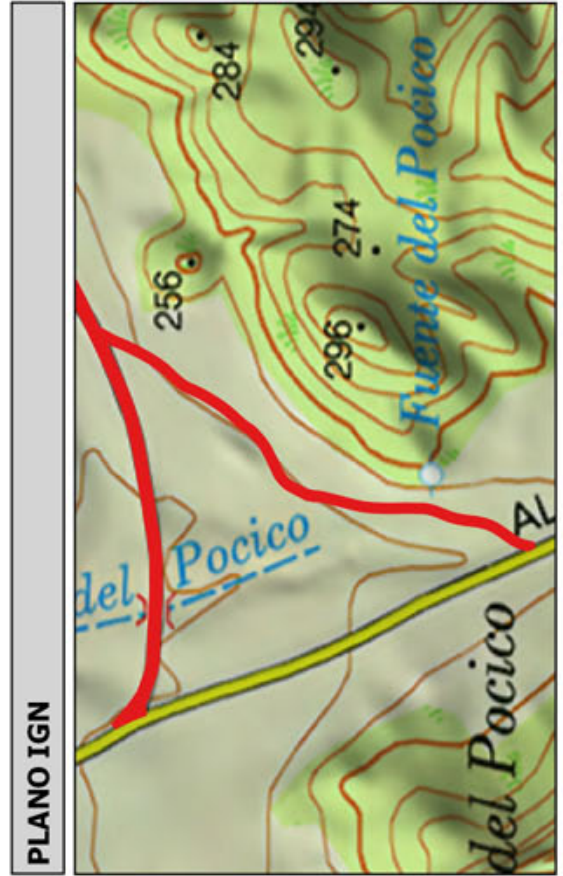 PLANO IGN
284
294
256
274
296
Fuente del Pocico
del Pocico
AL
del Pocico